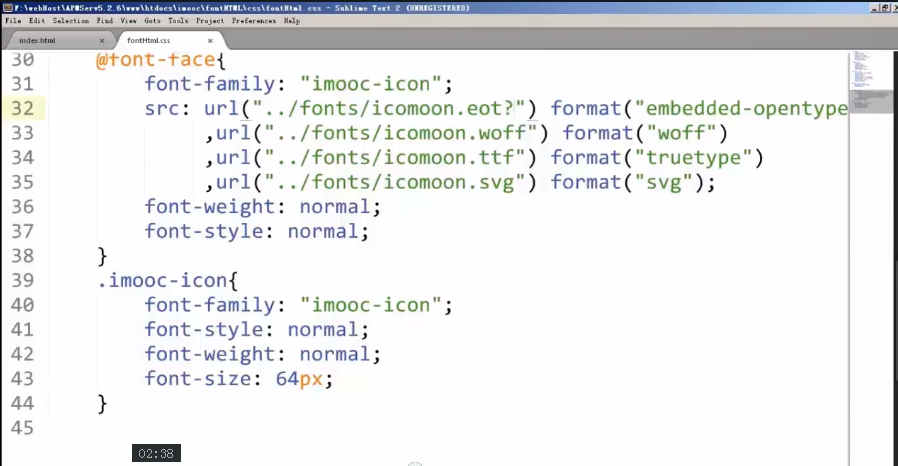 F:\webHost\APMServ5.2.6\www\htdocs\imooc\fontHTML\css\fontHtml.css - Sublime Text 2 (UNREGISTERED)
File Edit Selection Find View Goto Tools Project Preferences Help
index.html × fontHtml.css ×
30 @font-face{
31 font-family: "imooc-icon";
32 src: url("../fonts/icomoon.eot?") format("embedded-opentype
33 ,url("../fonts/icomoon.woff") format("woff")
34 ,url("../fonts/icomoon.ttf") format("truetype")
35 ,url("../fonts/icomoon.svg") format("svg");
36 font-weight: normal;
37 font-style: normal;
38 }
39 .imooc-icon{
40 font-family: "imooc-icon";
41 font-style: normal;
42 font-weight: normal;
43 font-size: 64px;
44 }
45
02:38